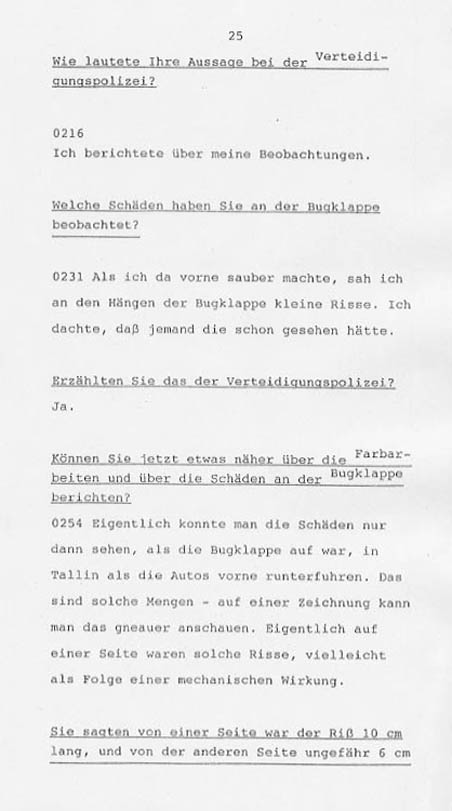 25
Wie lautete Ihre Aussage bei der Verteidi-
gungspolizei?
0216
Ich berichtete über meine Beobachtungen.
Welche Schäden haben Sie an der Bugklappe
beobachtet?
0231 Als ich da vorne sauber machte, sah ich
an den Hängen der Bugklappe kleine Risse. Ich
dachte, daß jemand die schon gesehen hätte.
Erzählten Sie das der Verteidigungspolizei?
Ja.
Können Sie jetzt etwas näher über die Farbar-
beiten und über die Schäden an der Bugklappe
berichten?
0254 Eigentlich konnte man die Schäden nur
dann sehen, als die Bugklappe auf war, in
Tallin als die Autos vorne runterfuhren. Das
sind solche Mengen - auf einer Zeichnung kann
man das gneauer anschauen. Eigentlich auf
einer Seite waren solche Risse, vielleicht
als Folge einer mechanischen Wirkung.
Sie sagten von einer Seite war der Riß 10 cm
lang, und von der anderen Seite ungefähr 6 cm